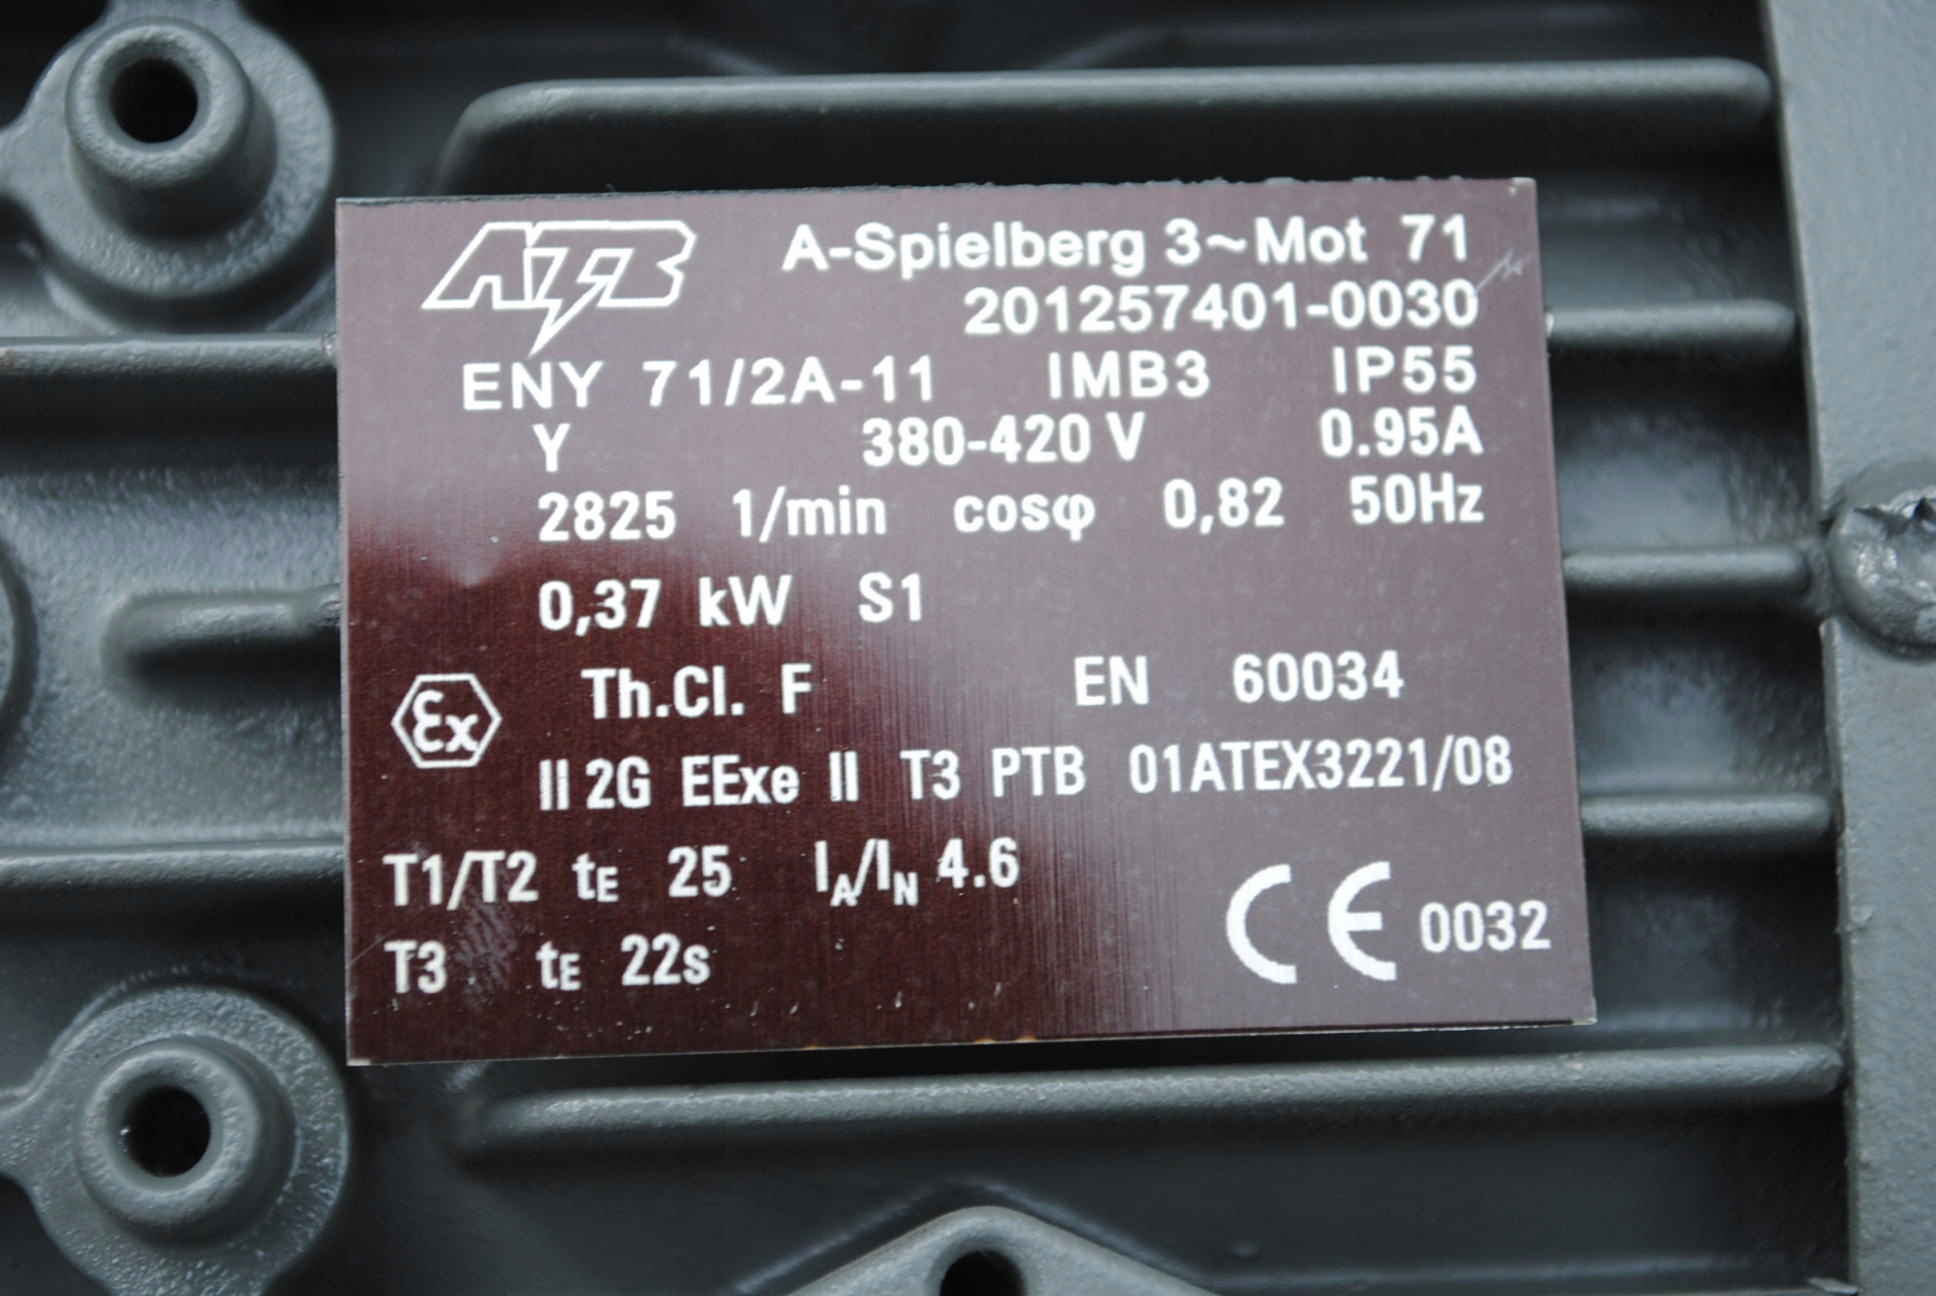 ATB A-Spielberg 3~Mot 71
201257401-0030
ENY 71/2A-11 IMB3 IP55
Y 380-420 V 0.95A
2825 1/min cosφ 0,82 50Hz
0,37 kW S1
Th.Cl. F EN 60034
Ex
II 2G EExe II T3 PTB 01ATEX3221/08
T1/T2 tE 25 IA/IN 4.6
T3 tE 22s
CE 0032